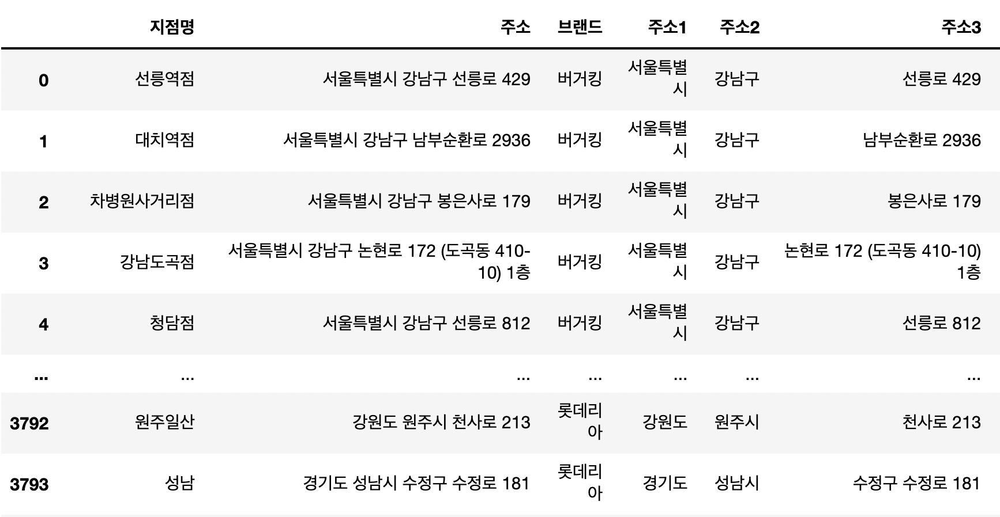 지점명 주소 브랜드 주소1 주소2 주소3
0 선릉역점 서울특별시 강남구 선릉로 429 버거킹 서울특별
시 강남구 선릉로 429
1 대치역점 서울특별시 강남구 남부순환로 2936 버거킹 서울특별
시 강남구 남부순환로 2936
2 차병원사거리점 서울특별시 강남구 봉은사로 179 버거킹 서울특별
시 강남구 봉은사로 179
3 강남도곡점 서울특별시 강남구 논현로 172 (도곡동 410-
10) 1층 버거킹 서울특별
시 강남구 논현로 172 (도곡동 410-10)
1층
4 청담점 서울특별시 강남구 선릉로 812 버거킹 서울특별
시 강남구 선릉로 812
... ... ... ... ... ... ...
3792 원주일산 강원도 원주시 천사로 213 롯데리
아 강원도 원주시 천사로 213
3793 성남 경기도 성남시 수정구 수정로 181 롯데리
아 경기도 성남시 수정구 수정로 181